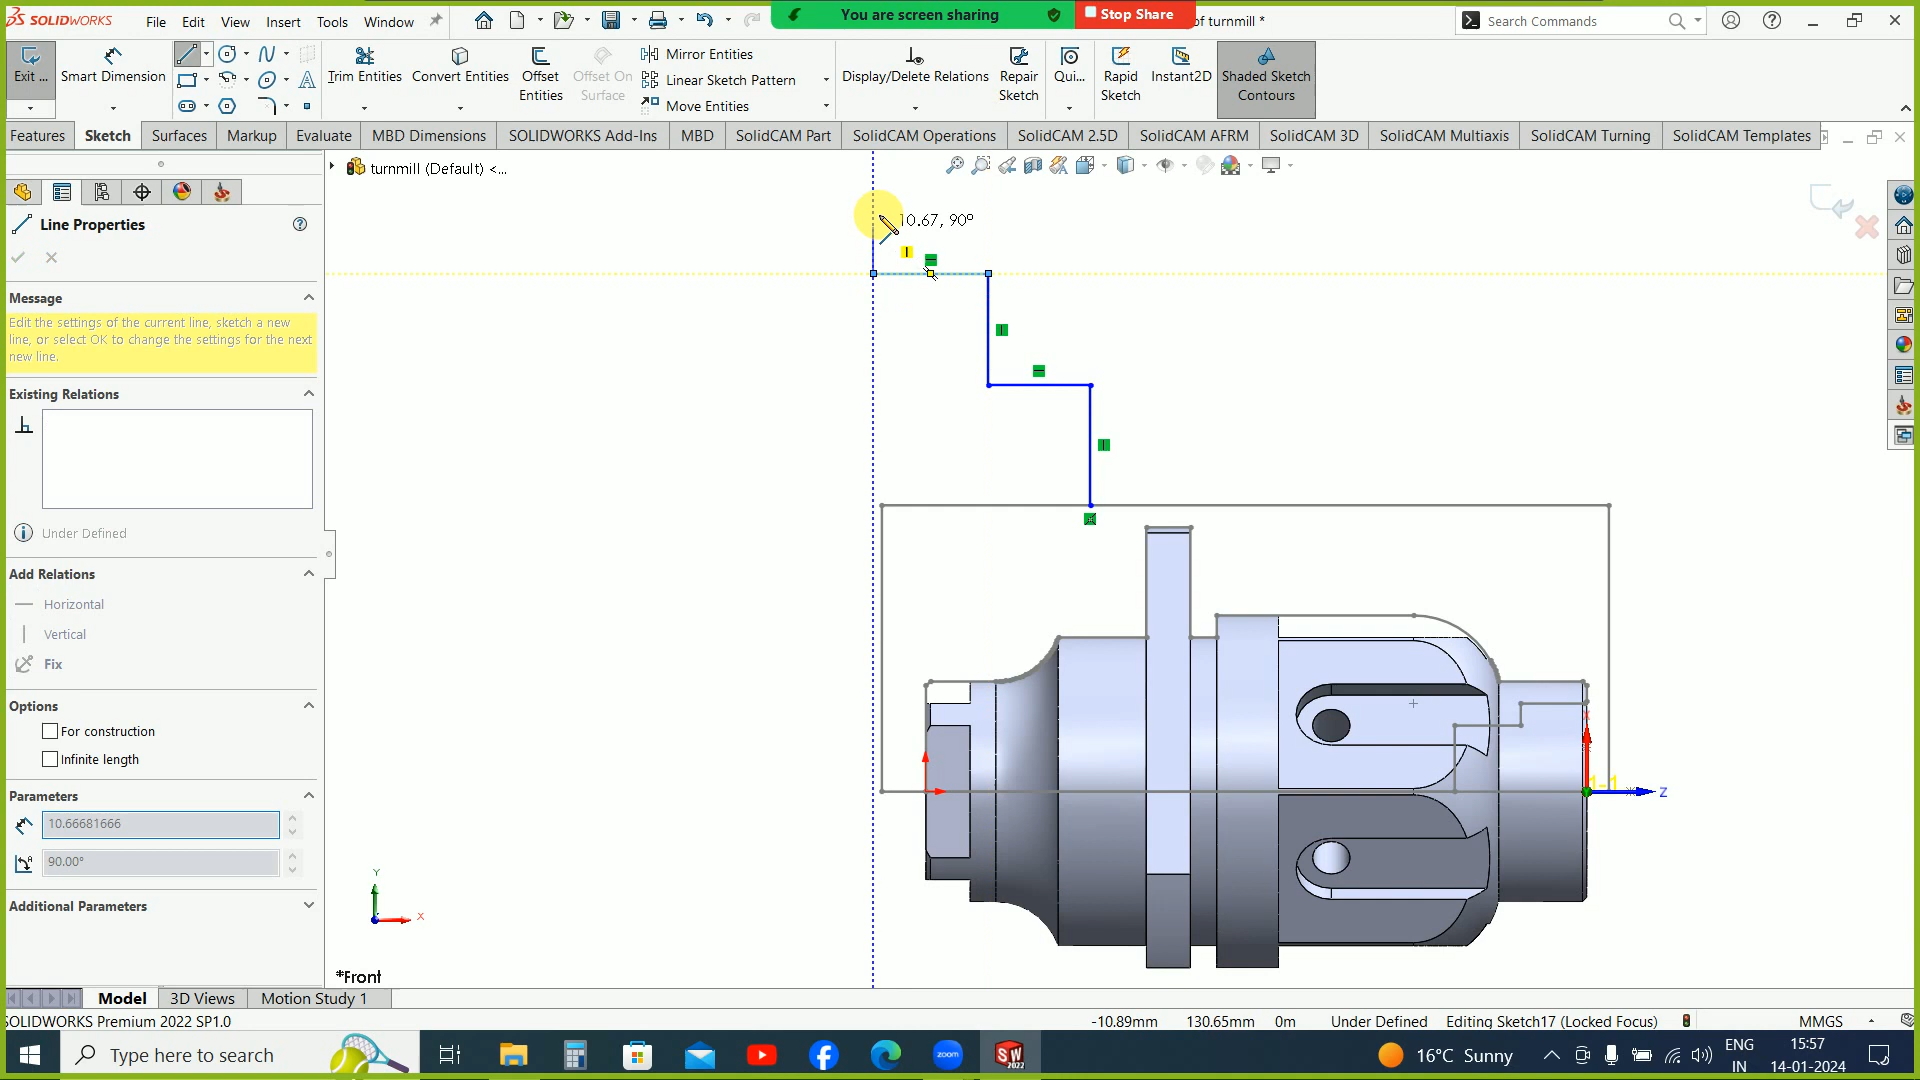 SOLIDWORKS File Edit View Insert Tools Window You are screen sharing Stop Share of turnmill * Search Commands
Exit ... Smart Dimension Trim Entities Convert Entities Offset Entities Offset On Surface Mirror Entities Linear Sketch Pattern Move Entities Display/Delete Relations Repair Sketch Qui... Rapid Sketch Instant2D Shaded Sketch Contours
Features Sketch Surfaces Markup Evaluate MBD Dimensions SOLIDWORKS Add-Ins MBD SolidCAM Part SolidCAM Operations SolidCAM 2.5D SolidCAM AFRM SolidCAM 3D SolidCAM Multiaxis SolidCAM Turning SolidCAM Templates
turnmill (Default) <...
Line Properties
10.67, 90°
Message
Edit the settings of the current line, sketch a new
line, or select OK to change the settings for the next
new line.
Existing Relations
Under Defined
Add Relations
Horizontal
Vertical
Fix
Options
For construction
Infinite length
Parameters
10.66681666
90.00°
Additional Parameters
Y
X
X
Z
1-1
*Front
Model 3D Views Motion Study 1
SOLIDWORKS Premium 2022 SP1.0 -10.89mm 130.65mm 0m Under Defined Editing Sketch17 (Locked Focus) MMGS
Type here to search zoom SW 2022 16°C Sunny ENG IN 15:57 14-01-2024